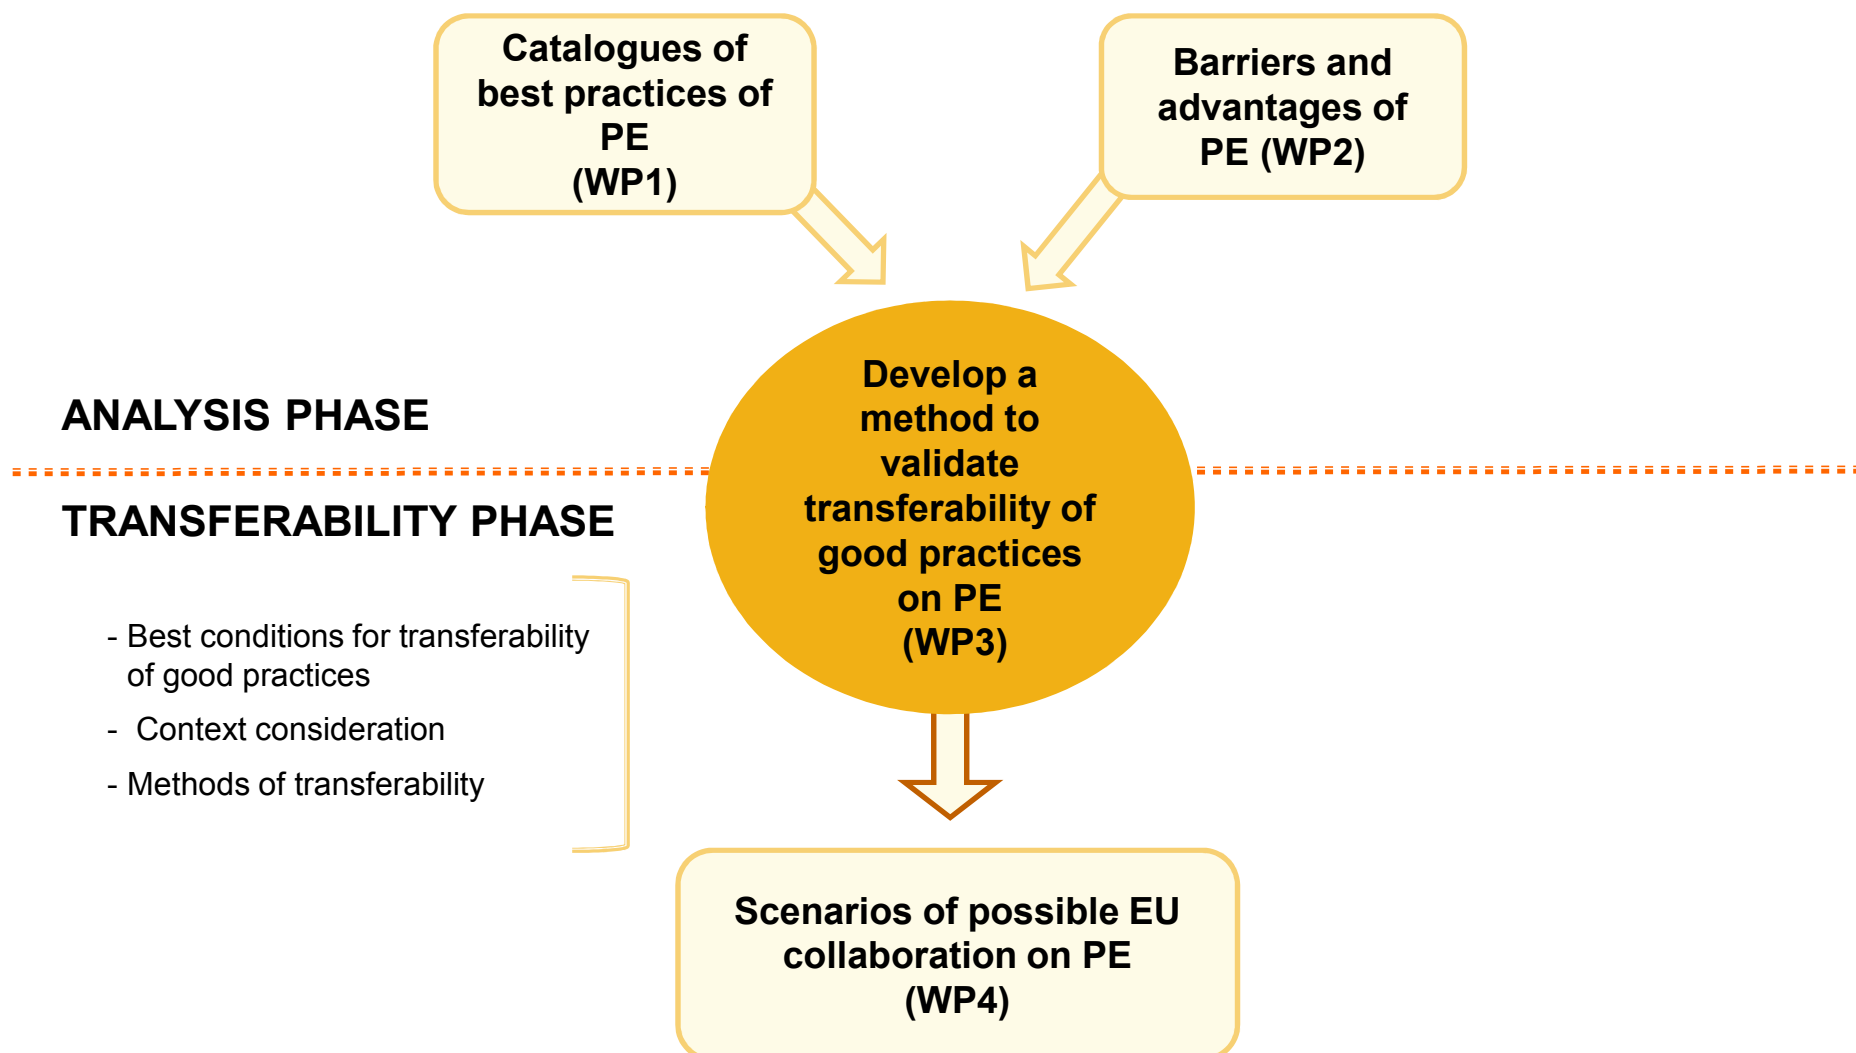 Catalogues of
best practices of
PE
(WP1)
Barriers and
advantages of
PE (WP2)
Develop a
method to
validate
transferability of
good practices
on PE
(WP3)
ANALYSIS PHASE
TRANSFERABILITY PHASE
- Best conditions for transferability
of good practices
- Context consideration
- Methods of transferability
Scenarios of possible EU
collaboration on PE
(WP4)